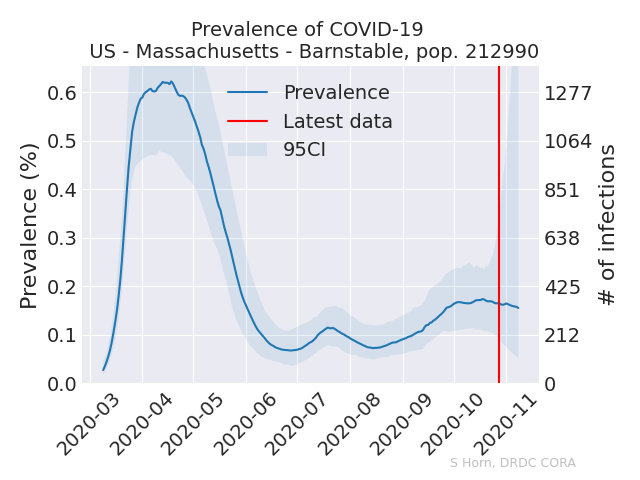 Prevalence of COVID-19
US - Massachusetts - Barnstable, pop. 212990
Prevalence
Latest data
95CI
Prevalence (%)
0.6
0.5
0.4
0.3
0.2
0.1
0.0
1277
1064
851
638
425
212
0
# of infections
2020-03
2020-04
2020-05
2020-06
2020-07
2020-08
2020-09
2020-10
2020-11
S Horn, DRDC CORA